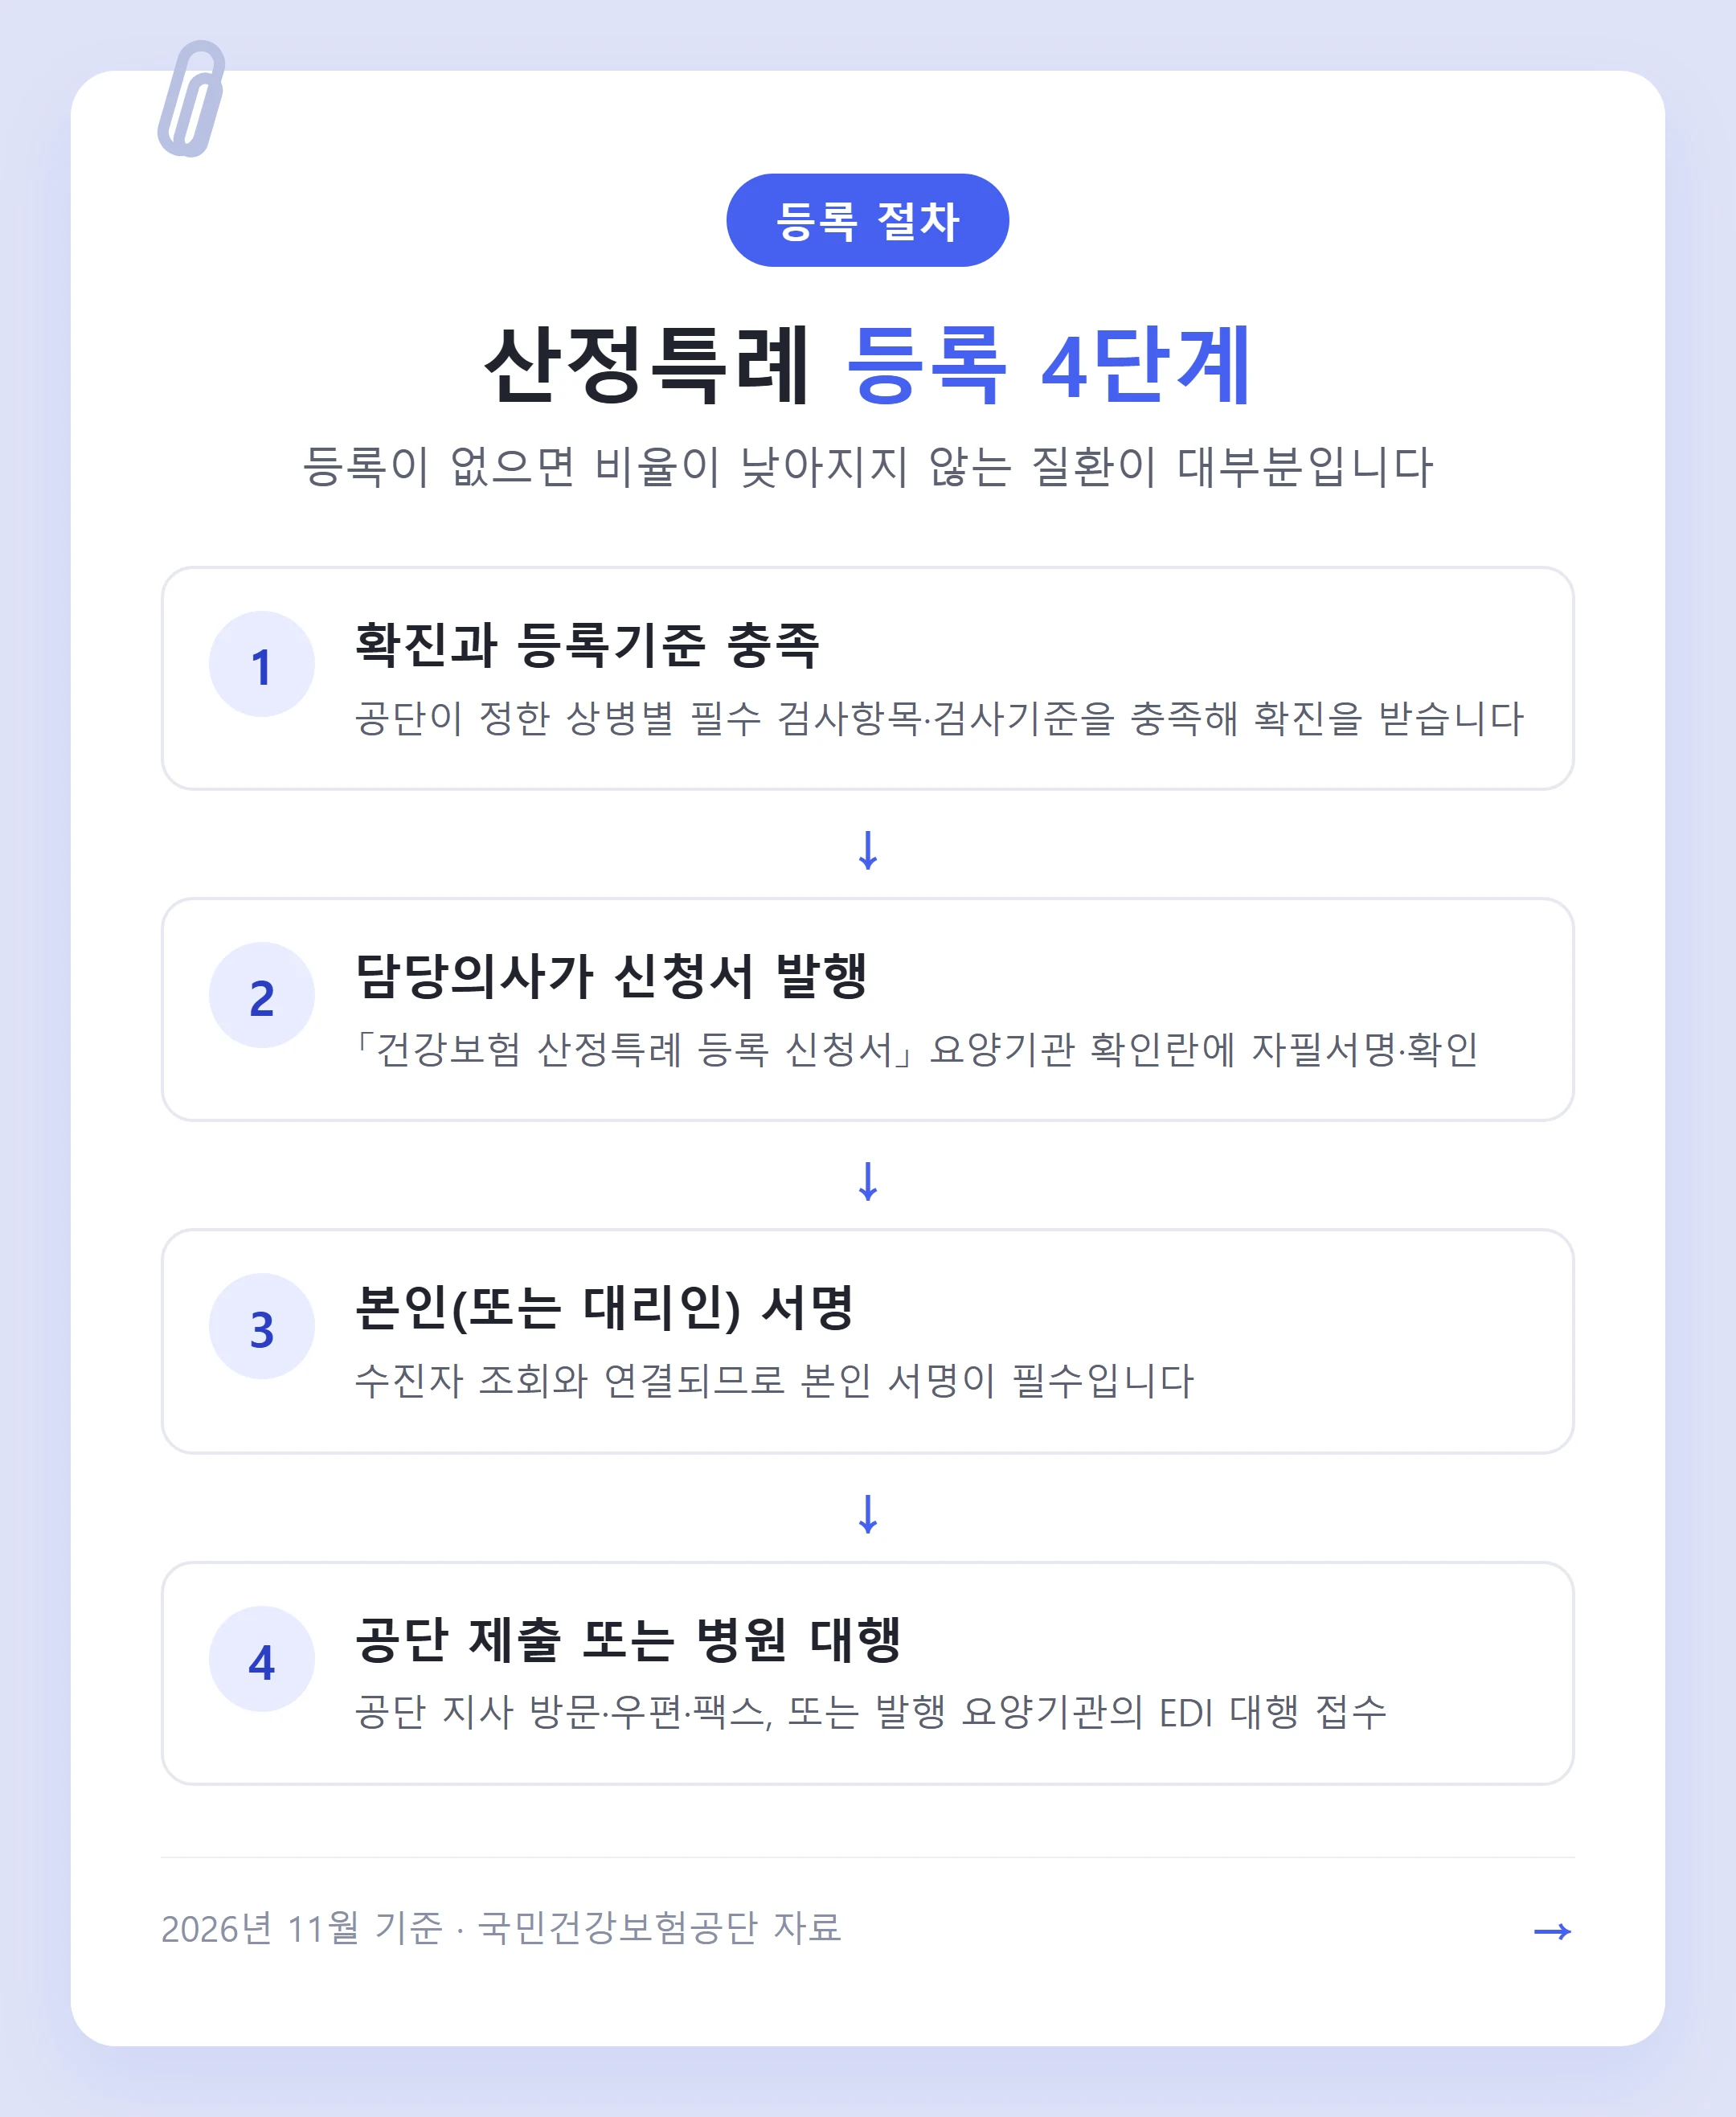 등록 절차
산정특례 등록 4단계
등록이 없으면 비율이 낮아지지 않는 질환이 대부분입니다
1
확진과 등록기준 충족
공단이 정한 상병별 필수 검사항목·검사기준을 충족해 확진을 받습니다
↓
2
담당의사가 신청서 발행
「건강보험 산정특례 등록 신청서」 요양기관 확인란에 자필서명·확인
↓
3
본인(또는 대리인) 서명
수진자 조회와 연결되므로 본인 서명이 필수입니다
↓
4
공단 제출 또는 병원 대행
공단 지사 방문·우편·팩스, 또는 발행 요양기관의 EDI 대행 접수
2026년 11월 기준 · 국민건강보험공단 자료 →